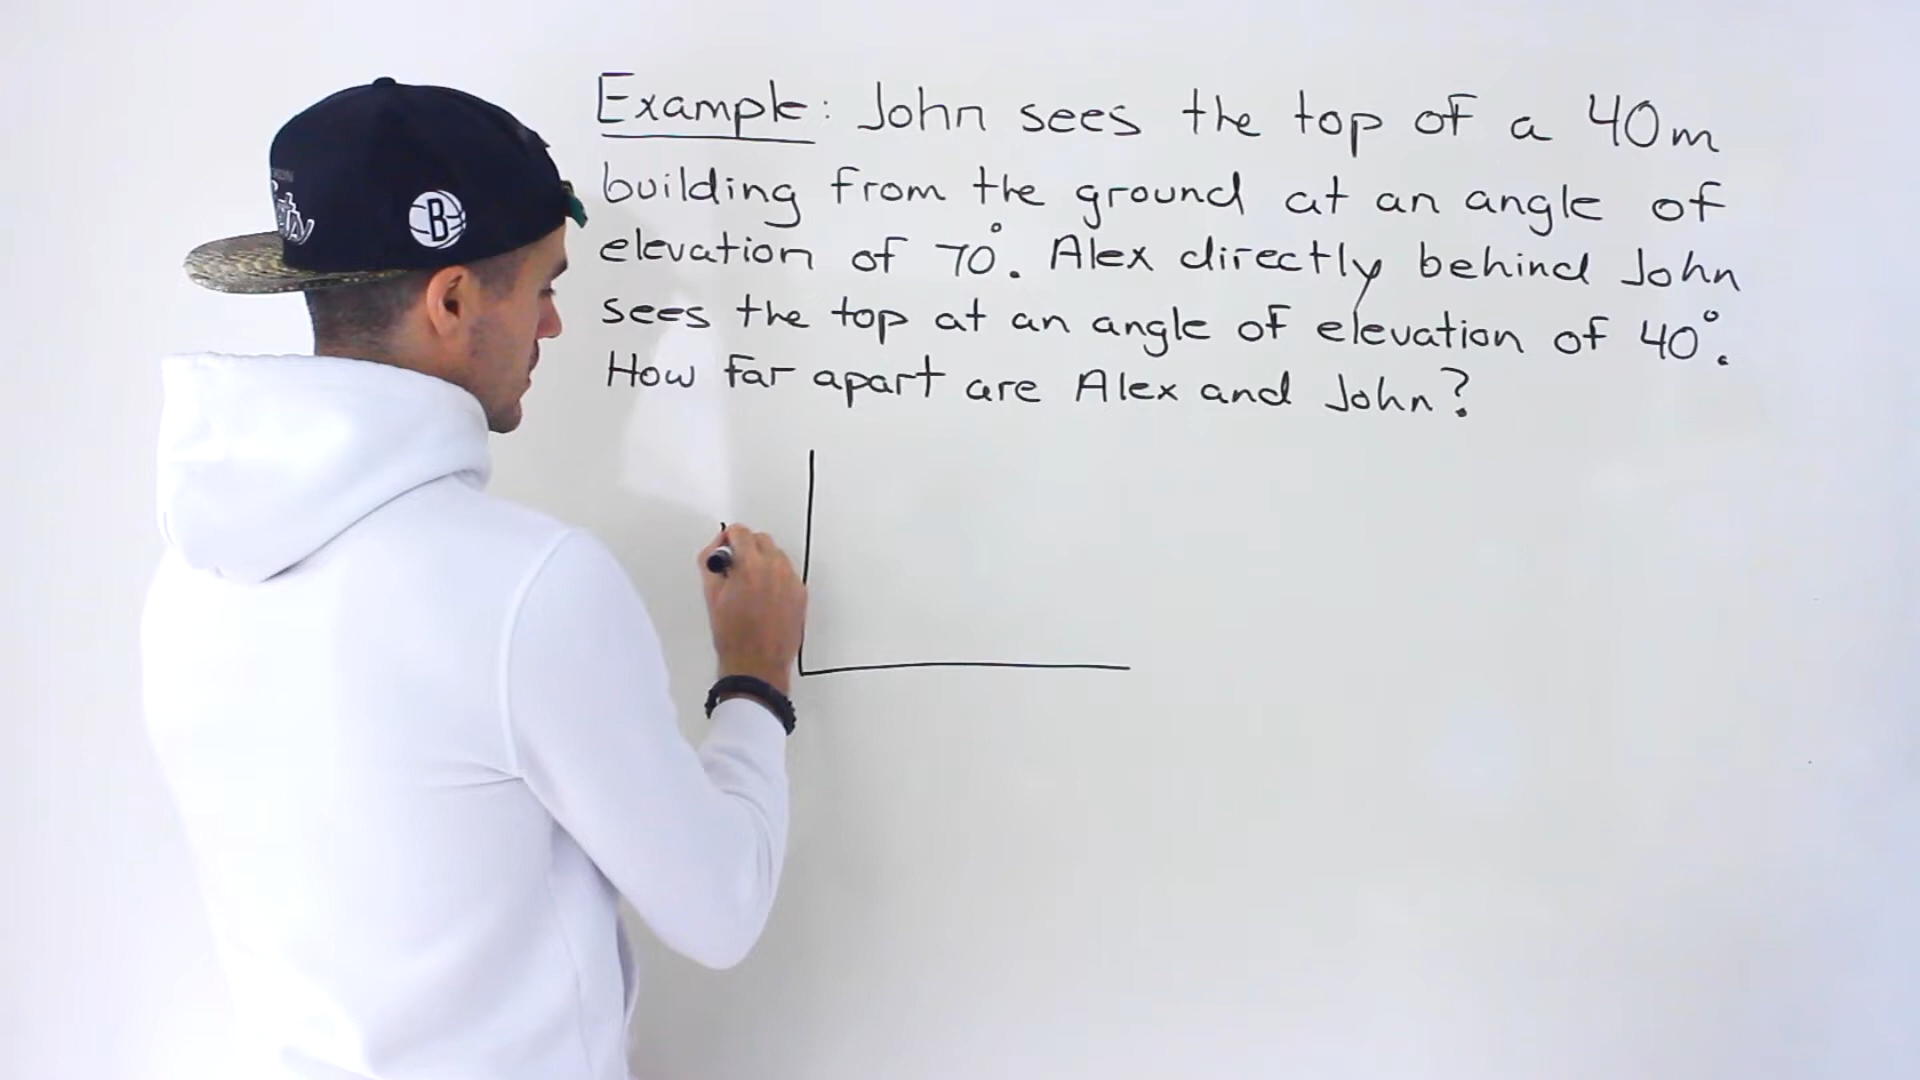 Example: John sees the top of a 40m
building from the ground at an angle of
elevation of 70°. Alex directly behind John
sees the top at an angle of elevation of 40°.
How far apart are Alex and John?
B